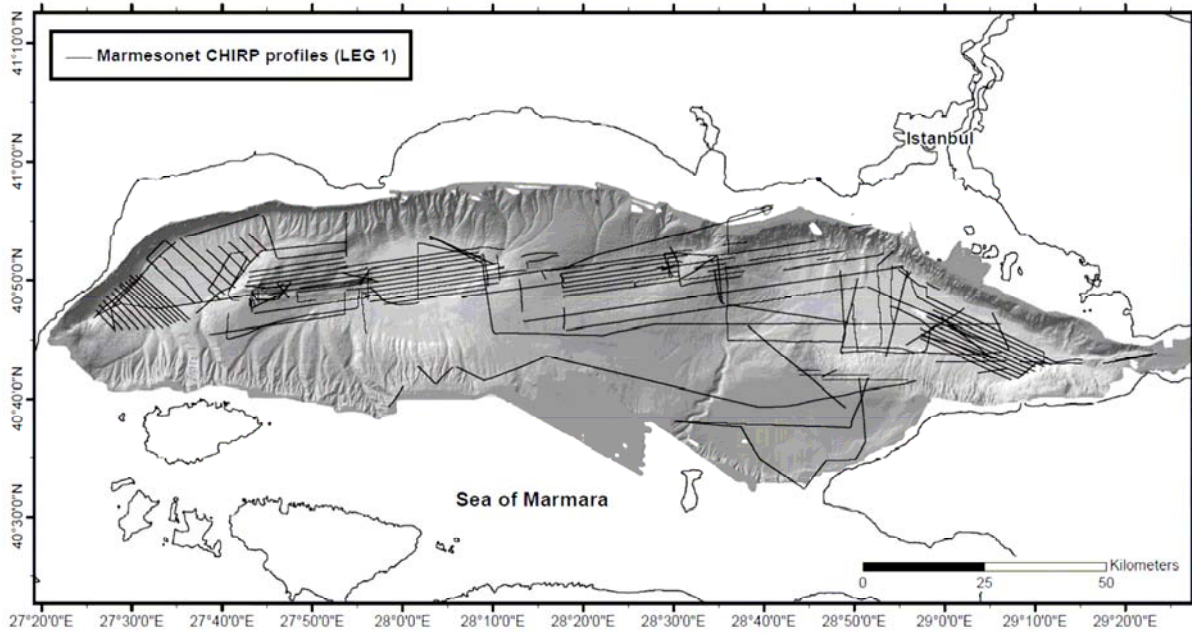 Marmesonet CHIRP profiles (LEG 1)
41°10'0"N
41°0'0"N
40°50'0"N
40°40'0"N
40°30'0"N
Istanbul
Sea of Marmara
Kilometers
0 25 50
27°20'0"E 27°30'0"E 27°40'0"E 27°50'0"E 28°0'0"E 28°10'0"E 28°20'0"E 28°30'0"E 28°40'0"E 28°50'0"E 29°0'0"E 29°10'0"E 29°20'0"E